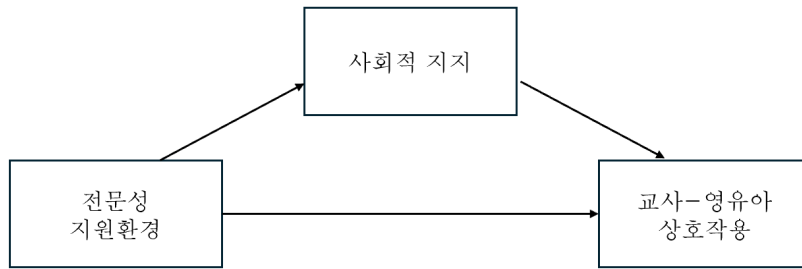 사회적 지지
전문성
지원환경
교사-영유아
상호작용